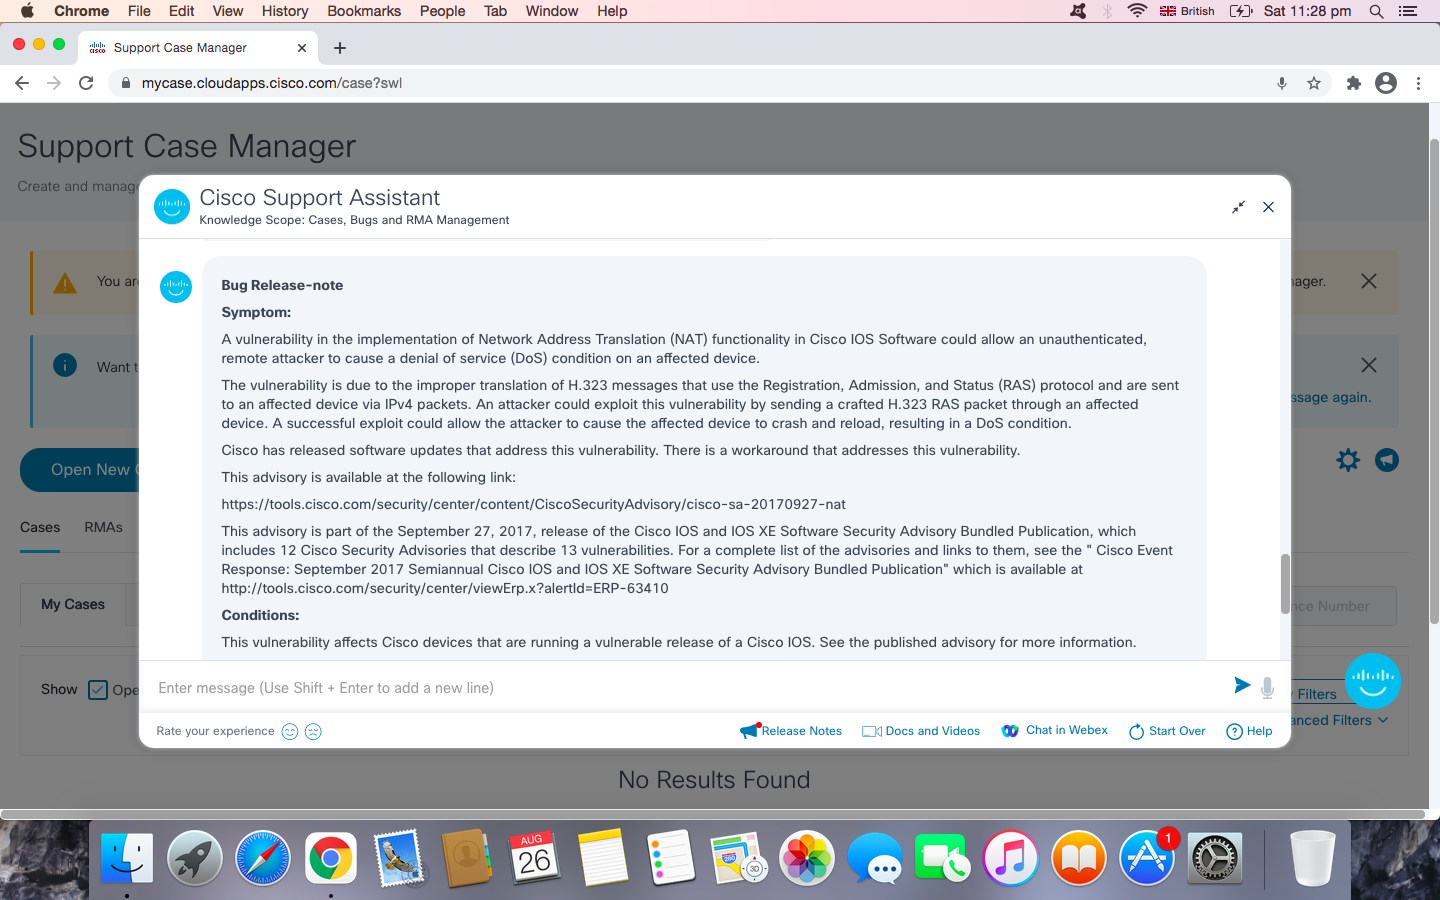 Chrome File Edit View History Bookmarks People Tab Window Help British Sat 11:28 pm
cisco Support Case Manager
mycase.cloudapps.cisco.com/case?swl
Support Case Manager
Create and manage
Cisco Support Assistant
Knowledge Scope: Cases, Bugs and RMA Management
You are
ager.
Want t
ssage again.
Bug Release-note
Symptom:
A vulnerability in the implementation of Network Address Translation (NAT) functionality in Cisco IOS Software could allow an unauthenticated,
remote attacker to cause a denial of service (DoS) condition on an affected device.
The vulnerability is due to the improper translation of H.323 messages that use the Registration, Admission, and Status (RAS) protocol and are sent
to an affected device via IPv4 packets. An attacker could exploit this vulnerability by sending a crafted H.323 RAS packet through an affected
device. A successful exploit could allow the attacker to cause the affected device to crash and reload, resulting in a DoS condition.
Cisco has released software updates that address this vulnerability. There is a workaround that addresses this vulnerability.
This advisory is available at the following link:
https://tools.cisco.com/security/center/content/CiscoSecurityAdvisory/cisco-sa-20170927-nat
This advisory is part of the September 27, 2017, release of the Cisco IOS and IOS XE Software Security Advisory Bundled Publication, which
includes 12 Cisco Security Advisories that describe 13 vulnerabilities. For a complete list of the advisories and links to them, see the " Cisco Event
Response: September 2017 Semiannual Cisco IOS and IOS XE Software Security Advisory Bundled Publication" which is available at
http://tools.cisco.com/security/center/viewErp.x?alertId=ERP-63410
Conditions:
This vulnerability affects Cisco devices that are running a vulnerable release of a Cisco IOS. See the published advisory for more information.
Open New
Cases RMAs
My Cases
nce Number
Show Ope
Filters
anced Filters
Enter message (Use Shift + Enter to add a new line)
Rate your experience Release Notes Docs and Videos Chat in Webex Start Over Help
No Results Found
AUG
26
280
3D
1